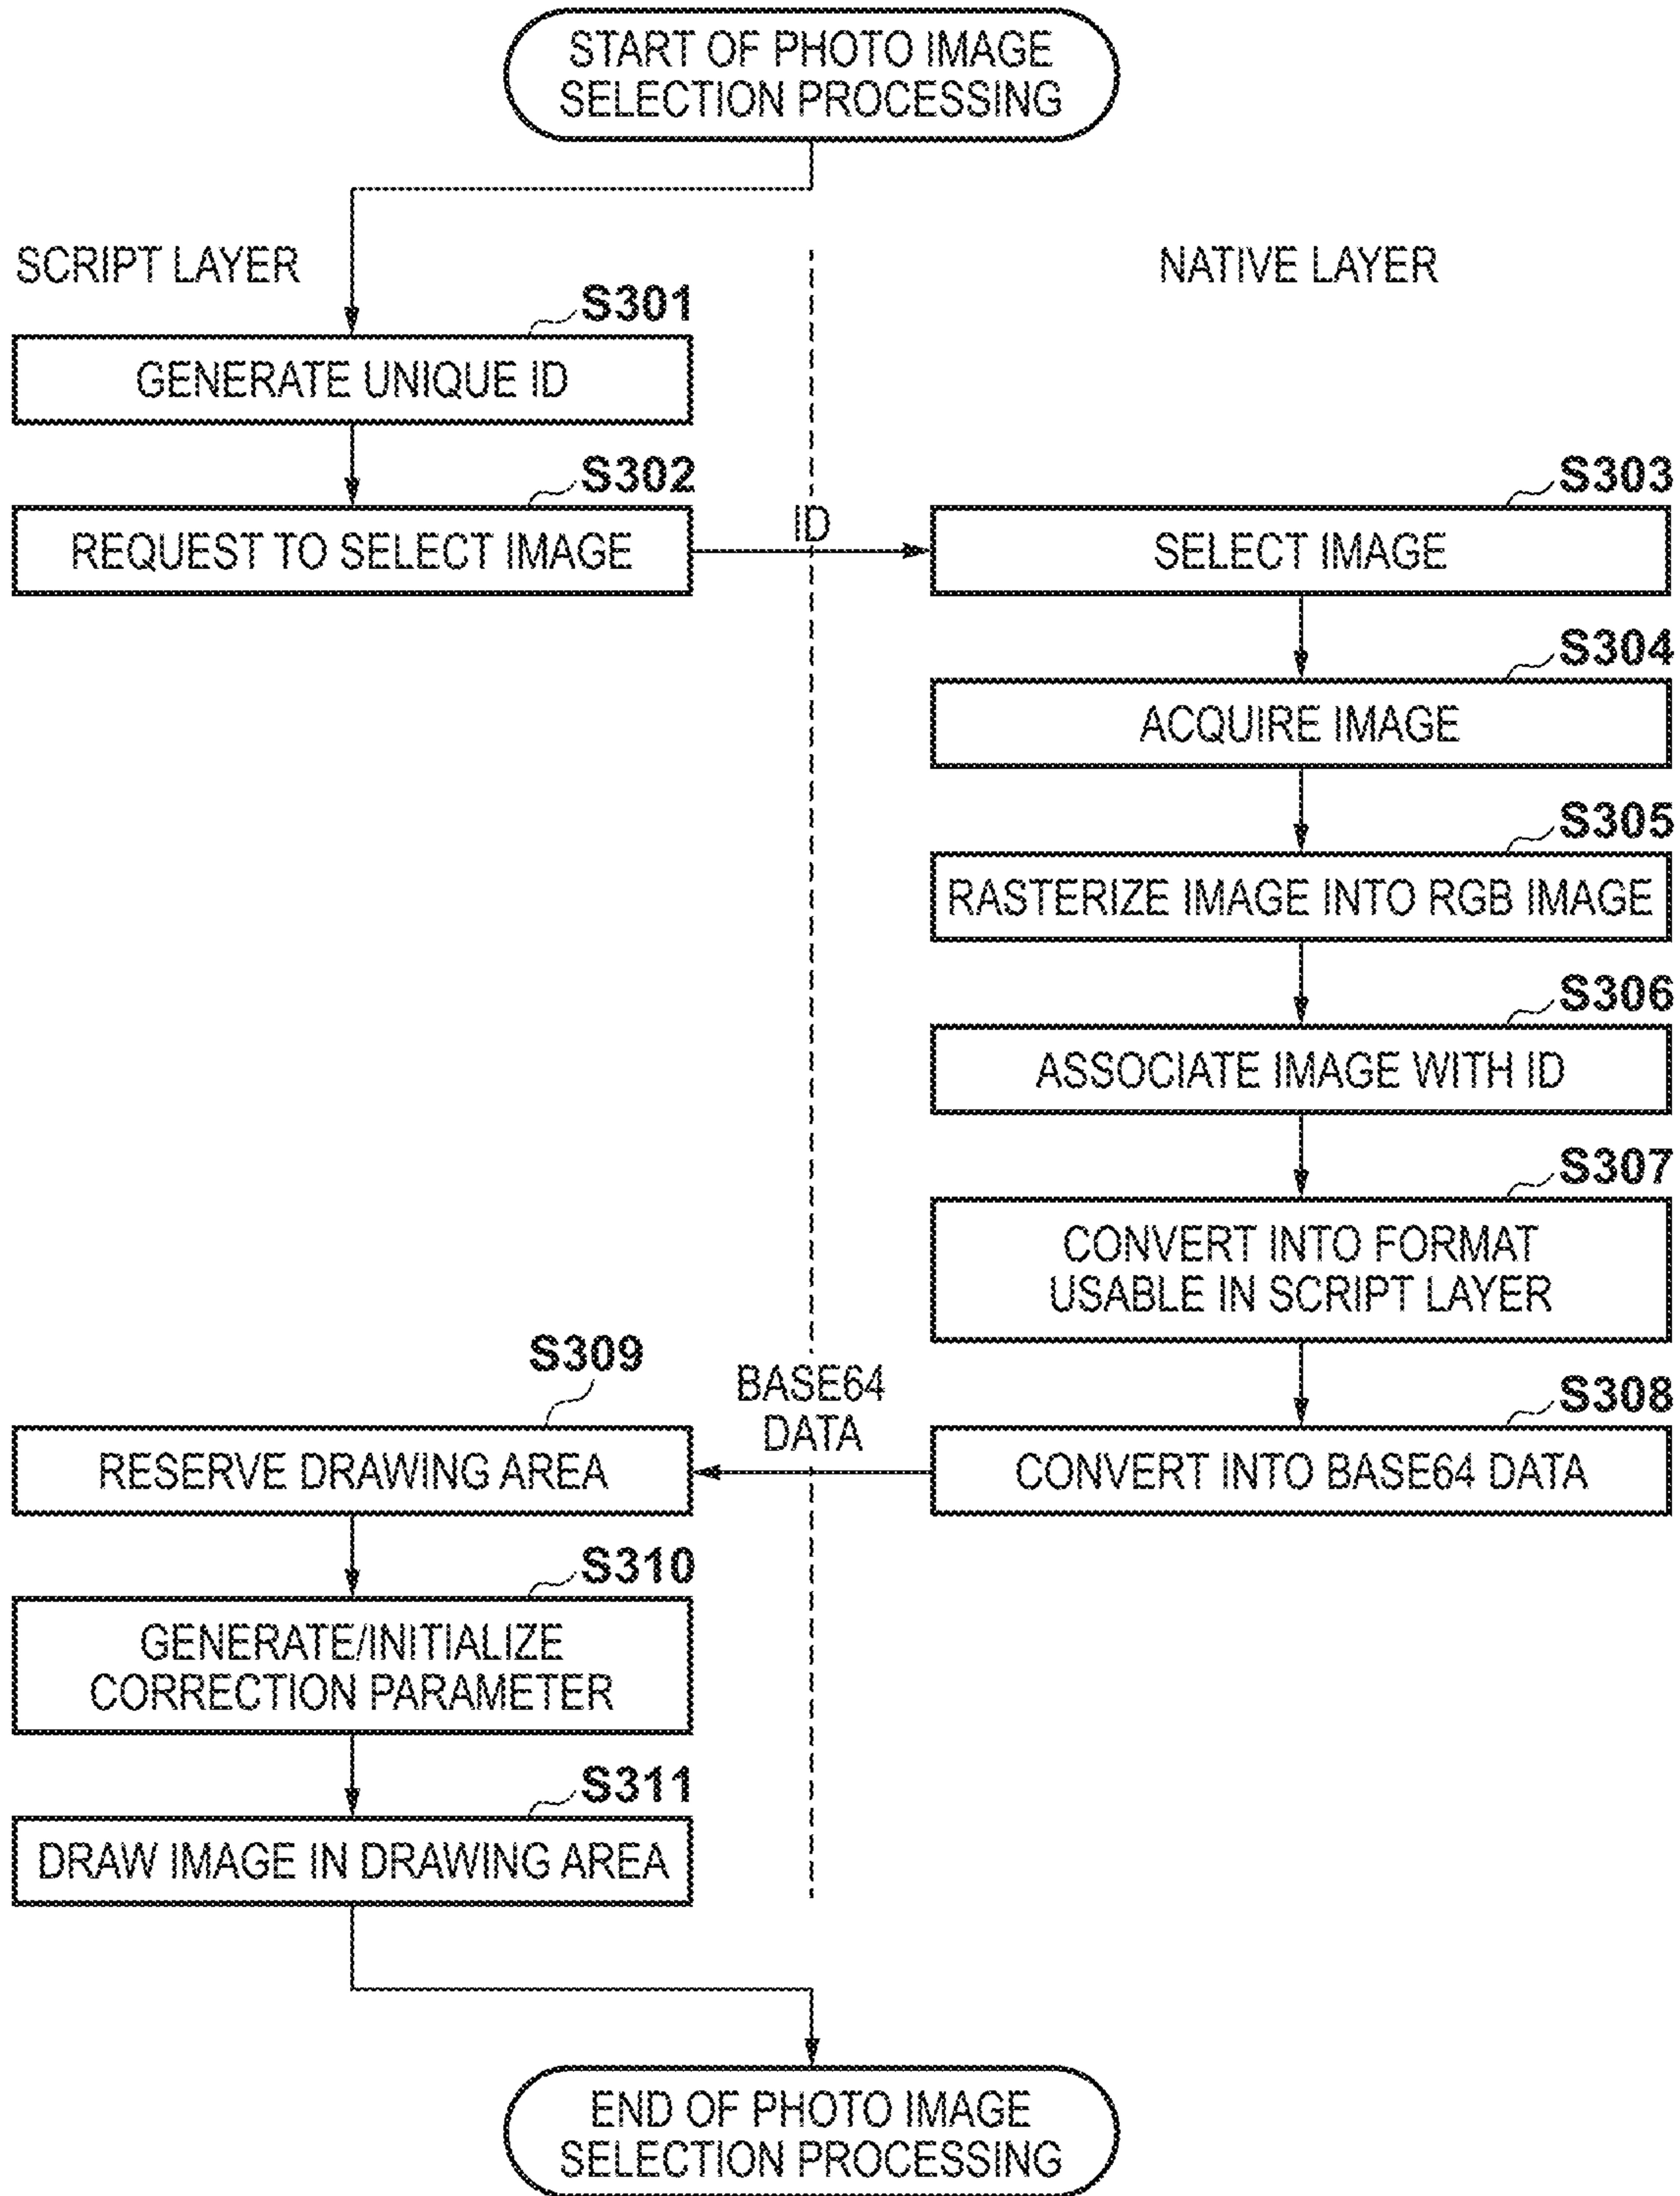 START OF PHOTO IMAGE
SELECTION PROCESSING
SCRIPT LAYER
NATIVE LAYER
S301
GENERATE UNIQUE ID
S302
REQUEST TO SELECT IMAGE
ID
S303
SELECT IMAGE
S304
ACQUIRE IMAGE
S305
RASTERIZE IMAGE INTO RGB IMAGE
S306
ASSOCIATE IMAGE WITH ID
S307
CONVERT INTO FORMAT
USABLE IN SCRIPT LAYER
S308
CONVERT INTO BASE64 DATA
BASE64
DATA
S309
RESERVE DRAWING AREA
S310
GENERATE/INITIALIZE
CORRECTION PARAMETER
S311
DRAW IMAGE IN DRAWING AREA
END OF PHOTO IMAGE
SELECTION PROCESSING